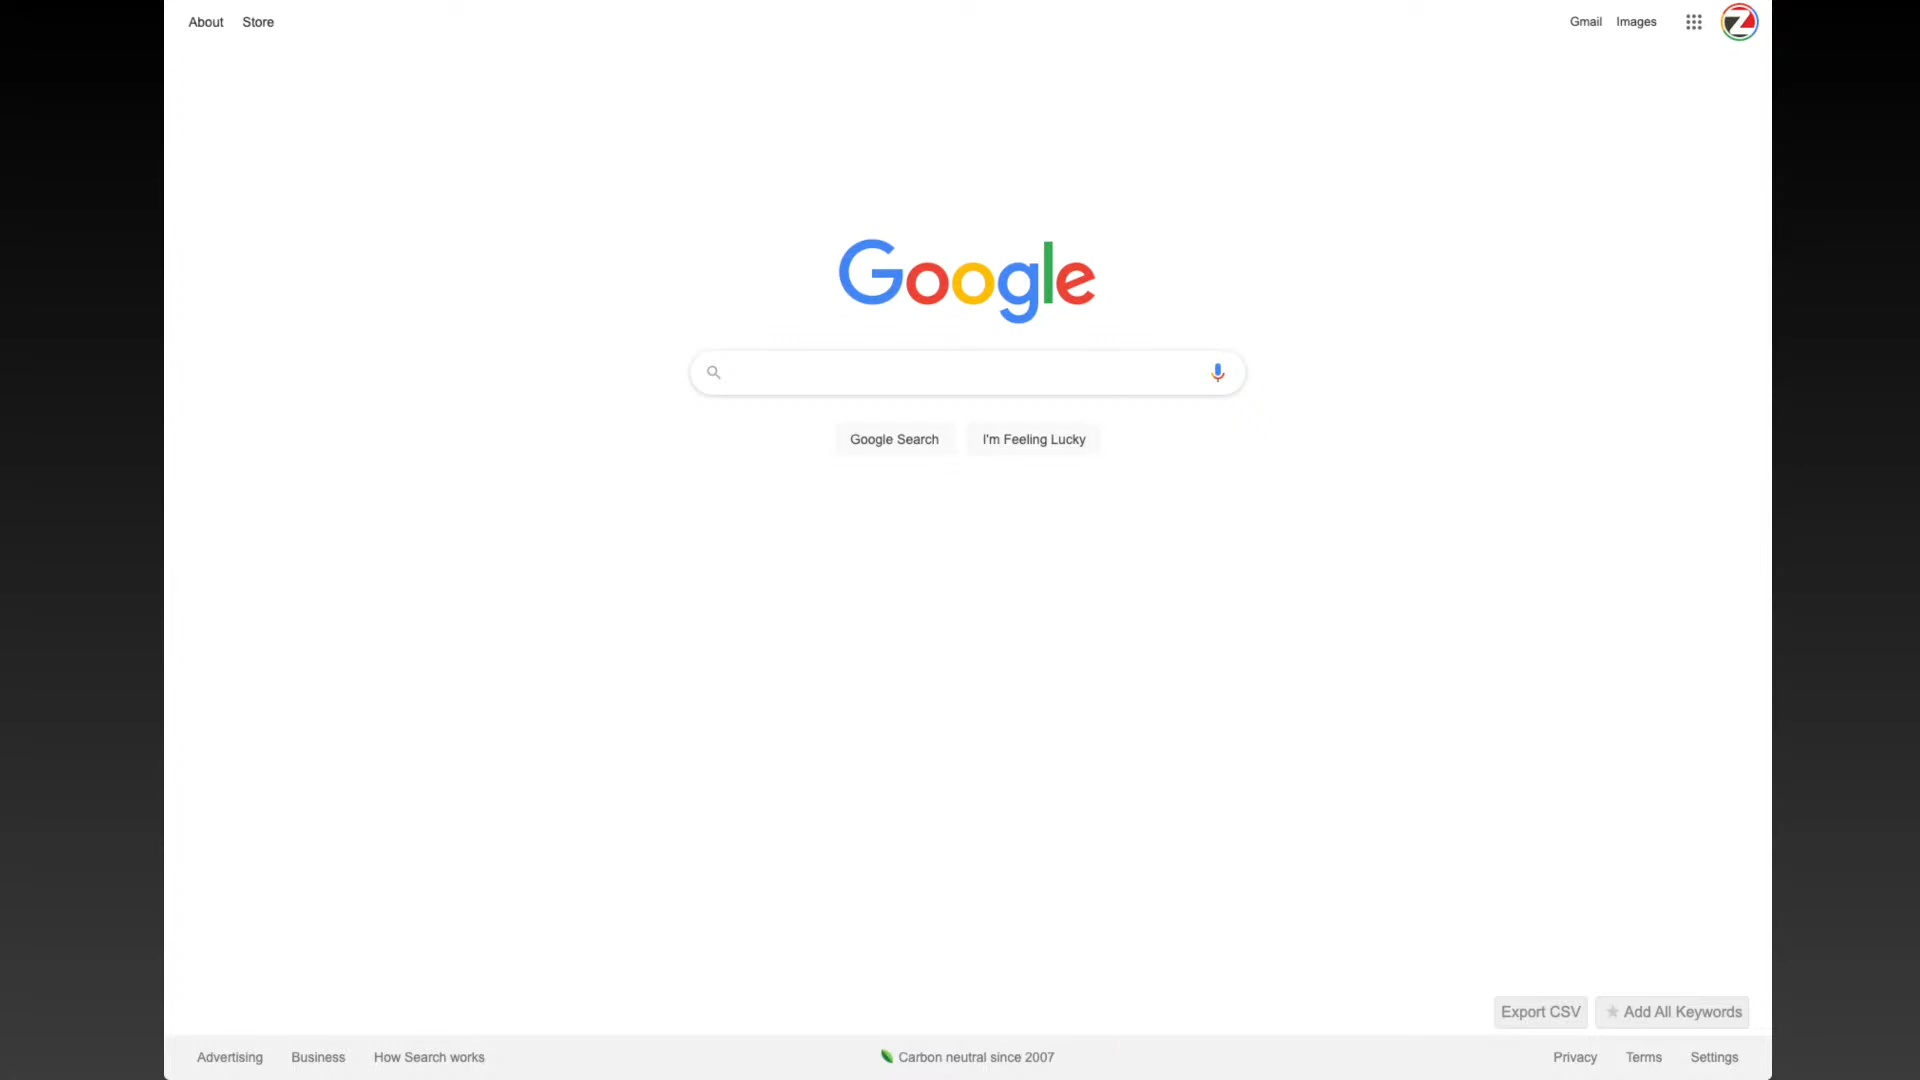 About Store
Gmail Images
Z
Google
Google Search I'm Feeling Lucky
Export CSV Add All Keywords
Advertising Business How Search works
Carbon neutral since 2007
Privacy Terms Settings